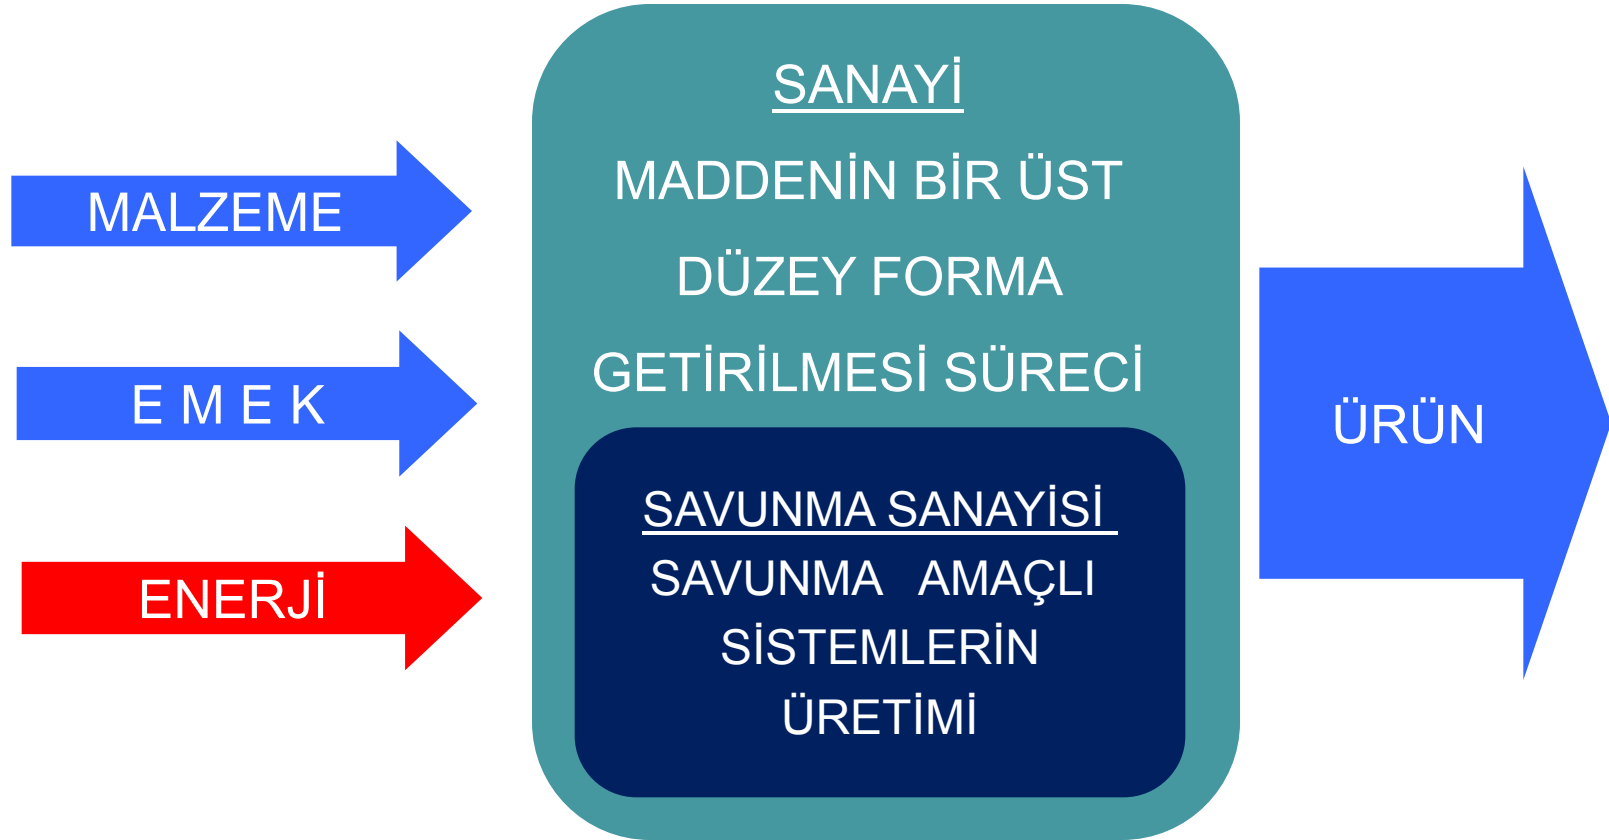 MALZEME
E M E K
ENERJİ
SANAYİ
MADDENİN BİR ÜST
DÜZEY FORMA
GETİRİLMESİ SÜRECİ
SAVUNMA SANAYİSİ
SAVUNMA AMAÇLI
SİSTEMLERİN
ÜRETİMİ
ÜRÜN